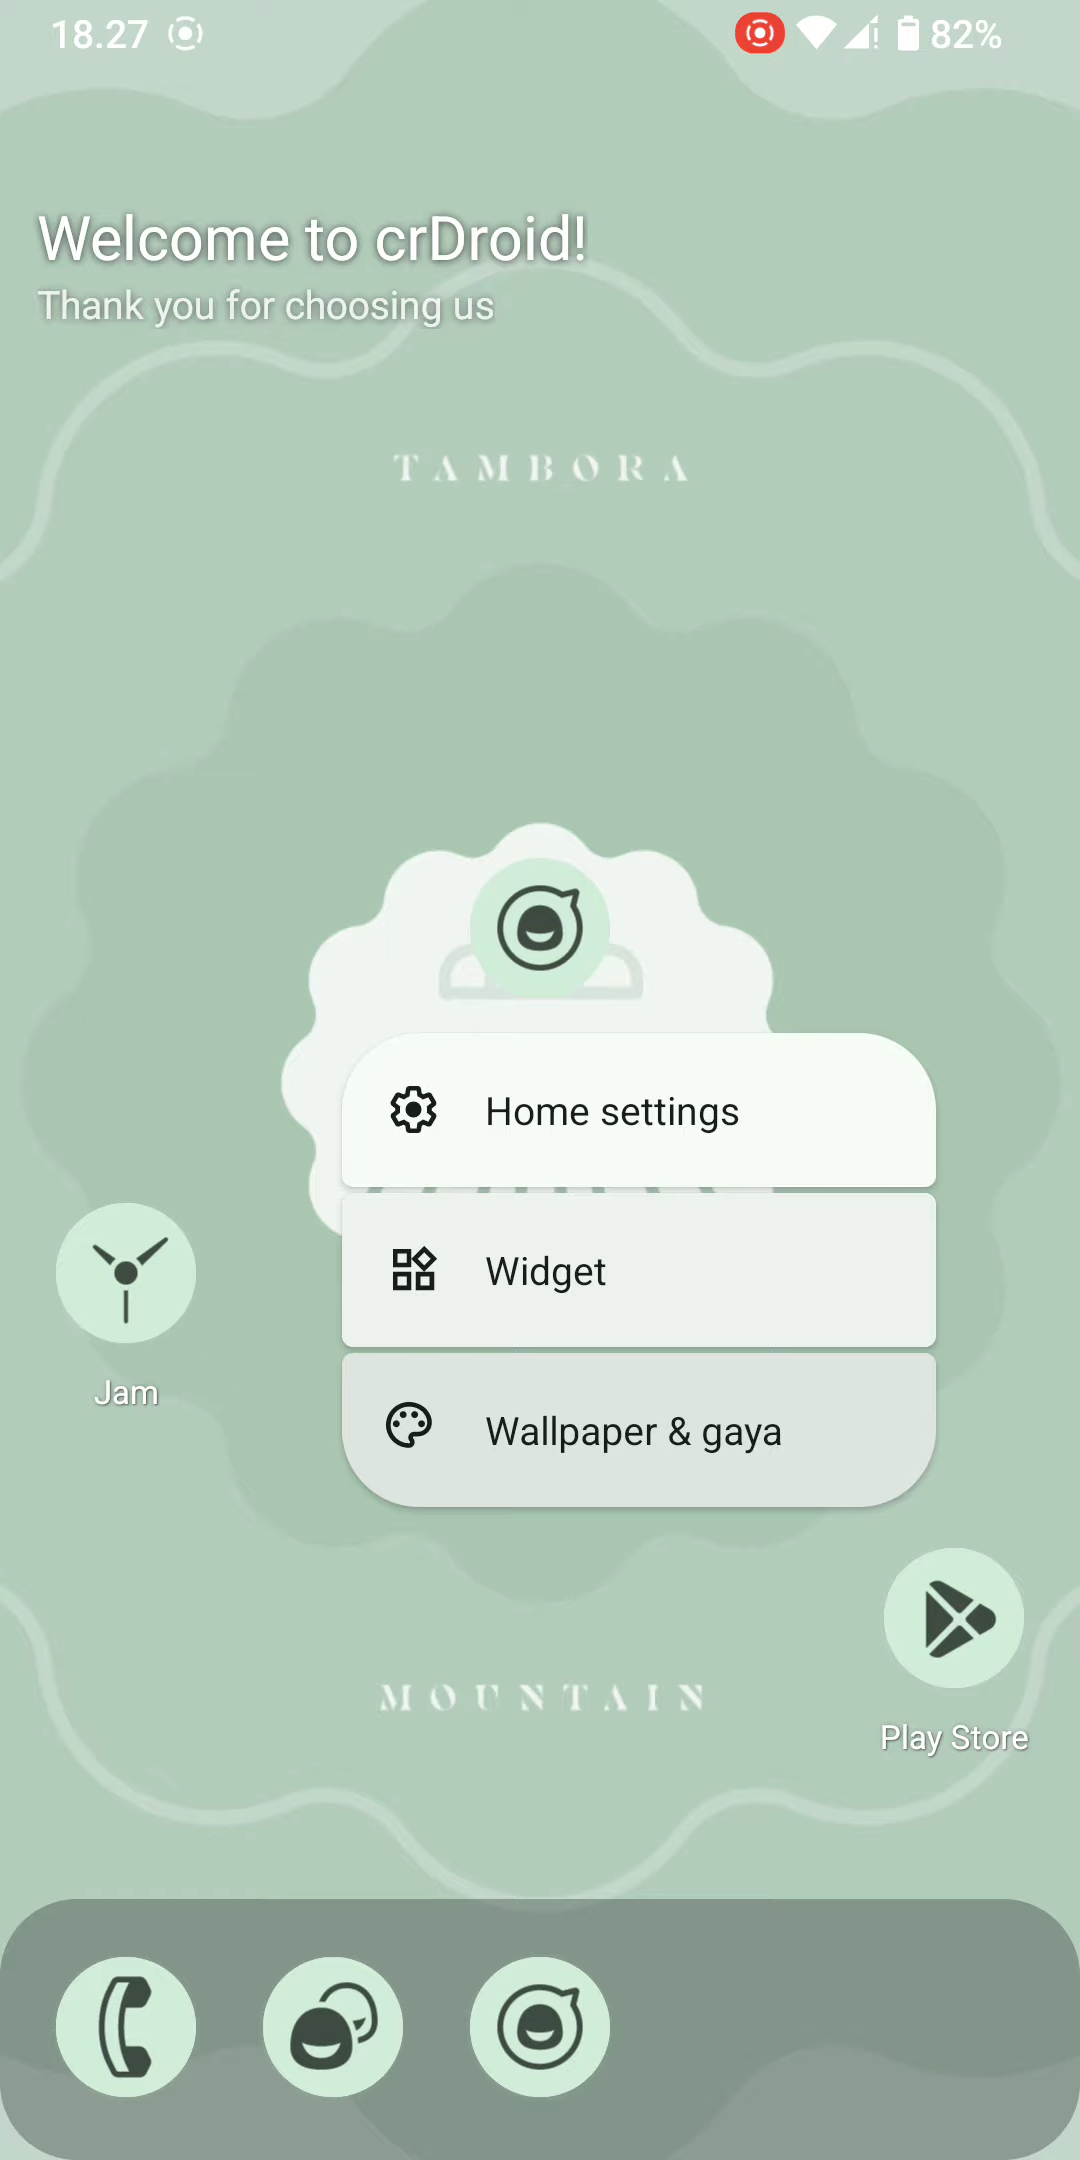 18.27
82%
Welcome to crDroid!
Thank you for choosing us
TAMBORA
Home settings
Widget
Wallpaper & gaya
Jam
Play Store
MOUNTAIN